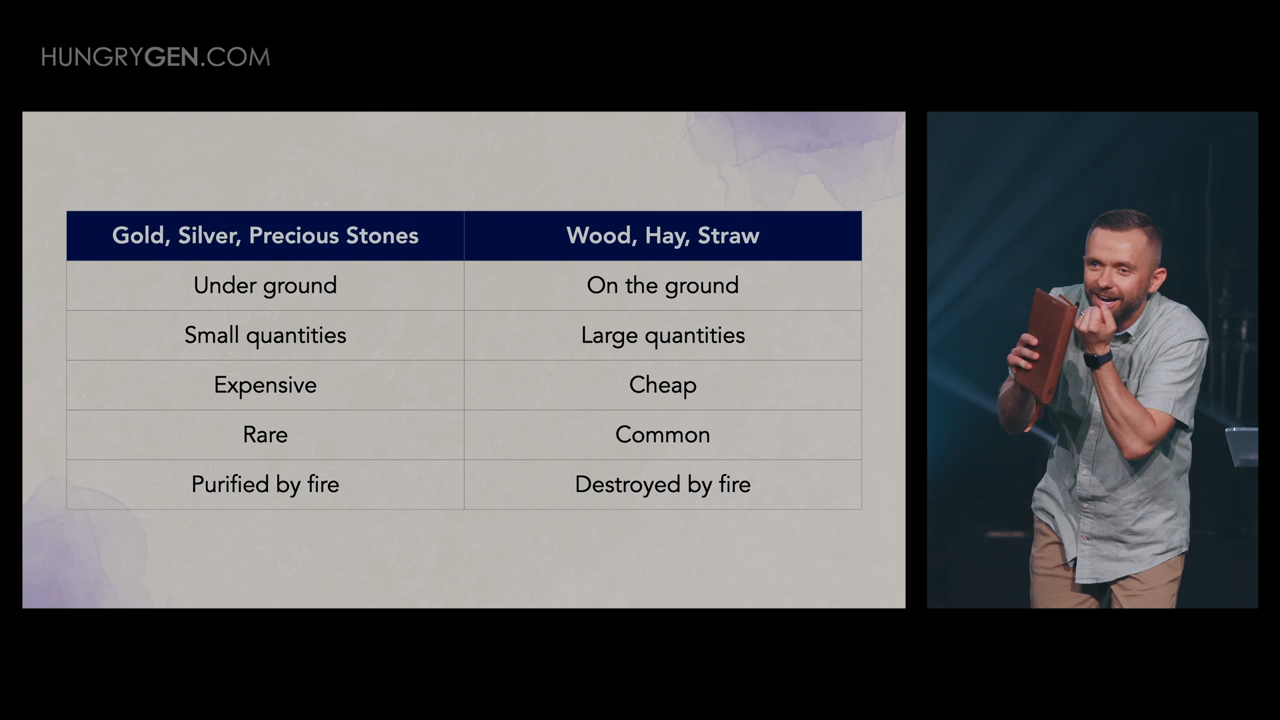 HUNGRYGEN.COM
Gold, Silver, Precious Stones Wood, Hay, Straw
Under ground On the ground
Small quantities Large quantities
Expensive Cheap
Rare Common
Purified by fire Destroyed by fire